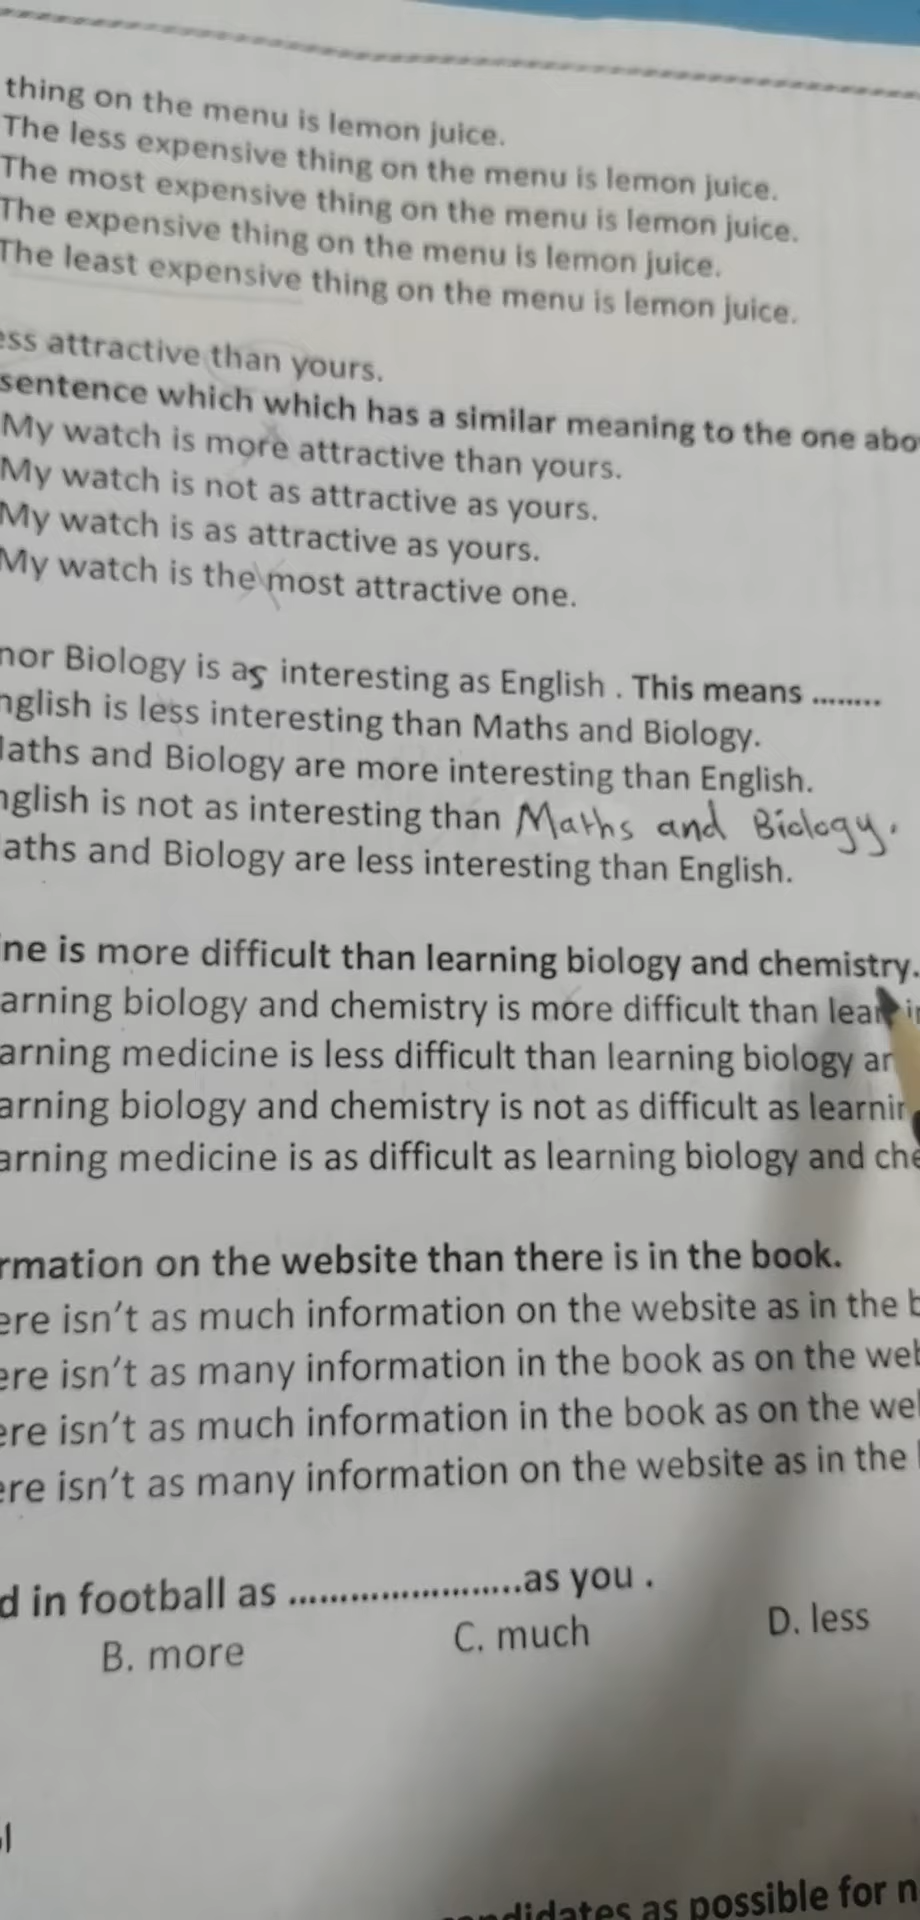 thing on the menu is lemon juice.
The less expensive thing on the menu is lemon juice.
The most expensive thing on the menu is lemon juice.
The expensive thing on the menu is lemon juice.
The least expensive thing on the menu is lemon juice.
ess attractive than yours.
sentence which which has a similar meaning to the one abo
My watch is more attractive than yours.
My watch is not as attractive as yours.
My watch is as attractive as yours.
My watch is the most attractive one.
nor Biology is as interesting as English . This means ........
nglish is less interesting than Maths and Biology.
aths and Biology are more interesting than English.
nglish is not as interesting than Maths and Biology.
aths and Biology are less interesting than English.
ine is more difficult than learning biology and chemistry.
arning biology and chemistry is more difficult than
arning medicine is less difficult than learning biology
arning biology and chemistry is not as difficult as
arning medicine is as difficult as learning biology and che
rmation on the website than there is in the book.
ere isn't as much information on the website as in the
ere isn't as many information in the book as on the web
ere isn't as much information in the book as on the
ere isn't as many information on the website as in the
d in football as .......................as you .
B. more C. much D. less
didates as possible for